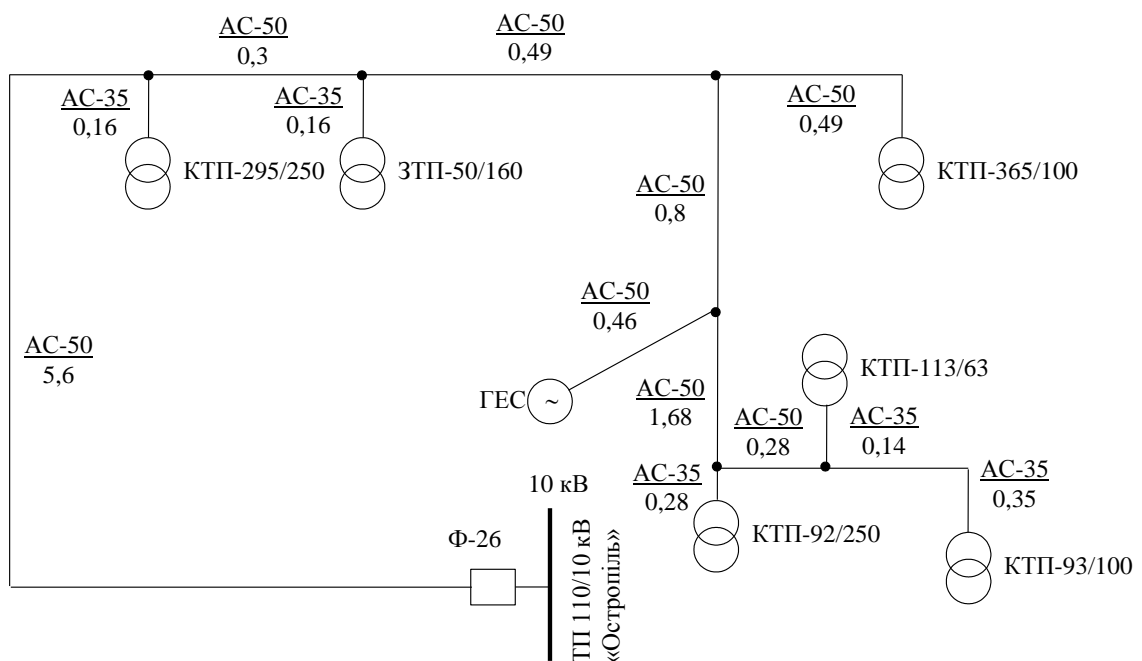 АС-50
0,3
АС-50
0,49
АС-35
0,16
АС-35
0,16
АС-50
0,49
КТП-295/250
ЗТП-50/160
КТП-365/100
АС-50
0,8
АС-50
0,46
АС-50
5,6
КТП-113/63
ГЕС
~
АС-50
1,68
АС-50
0,28
АС-35
0,14
АС-35
0,28
АС-35
0,35
10 кВ
КТП-92/250
Ф-26
КТП-93/100
ТП 110/10 кВ
«Остропіль»